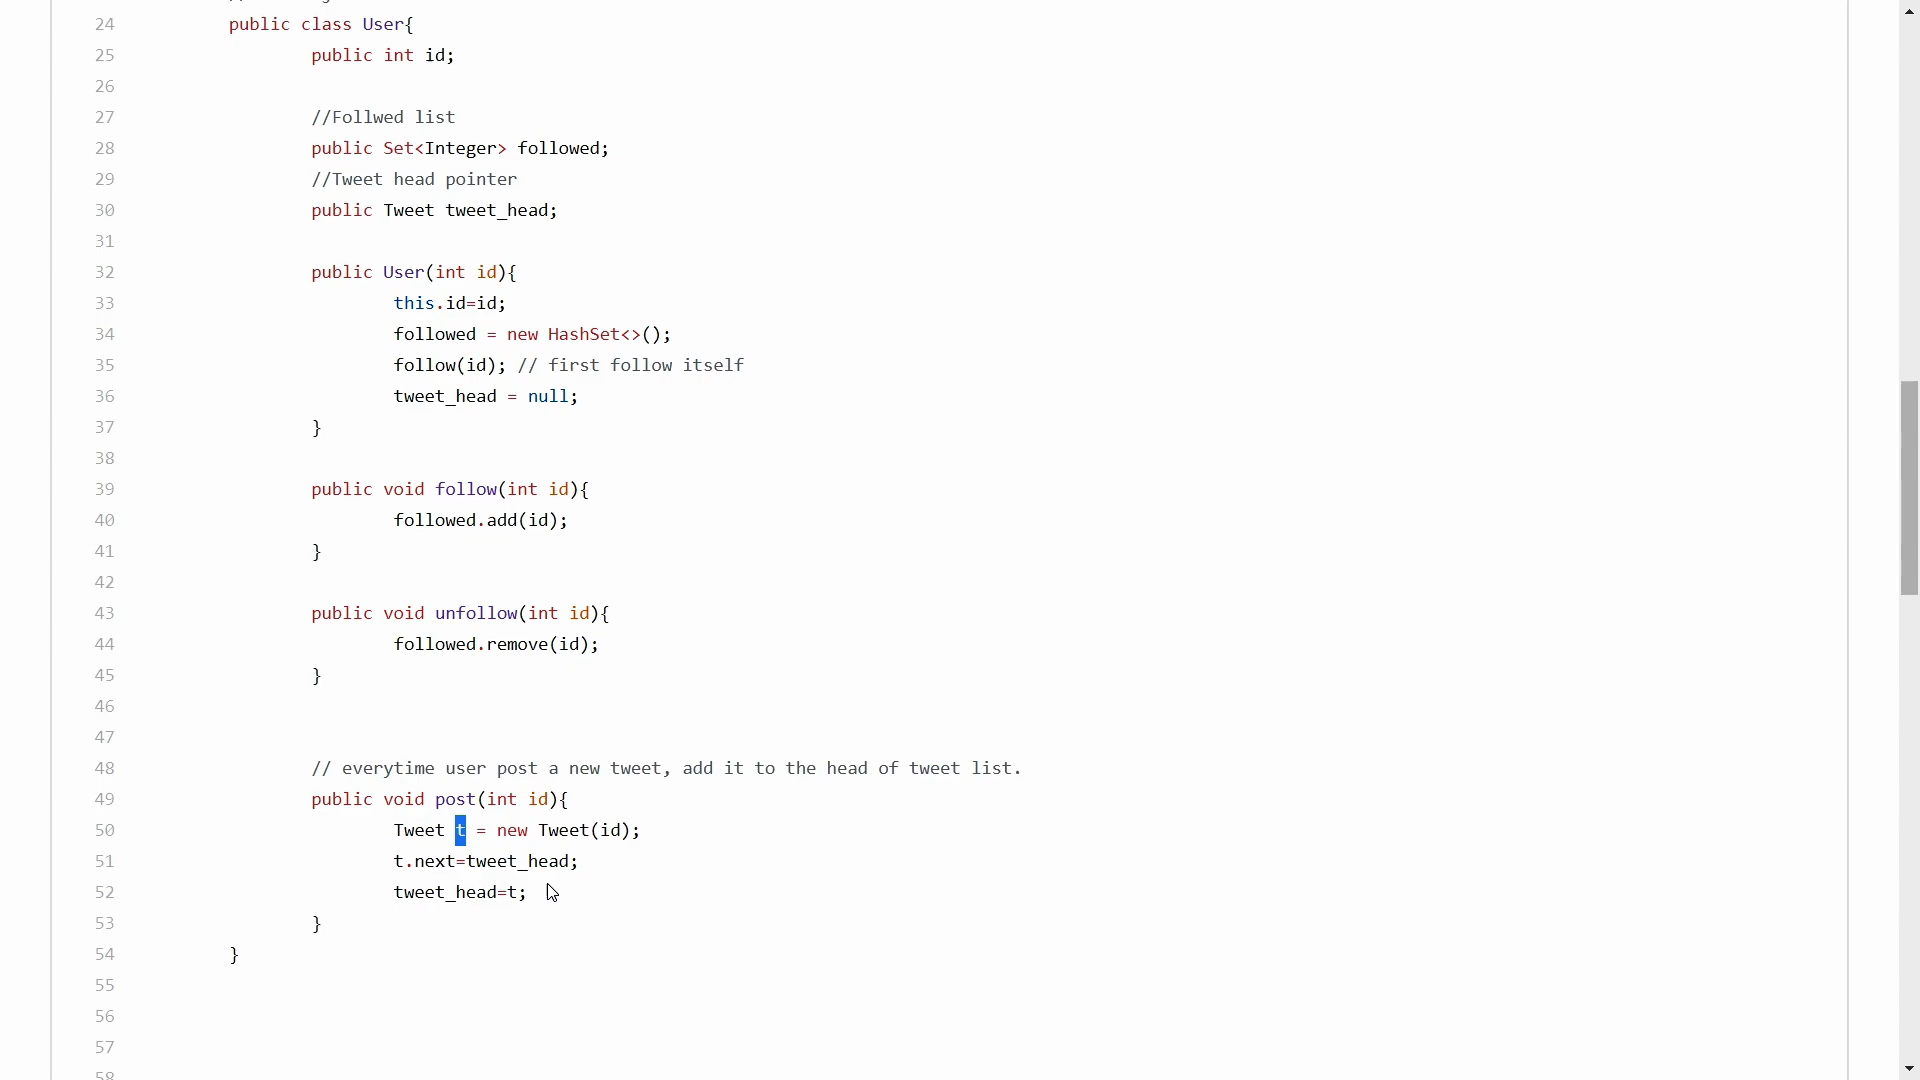 24 public class User{
25 public int id;
26
27 //Follwed list
28 public Set<Integer> followed;
29 //Tweet head pointer
30 public Tweet tweet_head;
31
32 public User(int id){
33 this.id=id;
34 followed = new HashSet<>();
35 follow(id); // first follow itself
36 tweet_head = null;
37 }
38
39 public void follow(int id){
40 followed.add(id);
41 }
42
43 public void unfollow(int id){
44 followed.remove(id);
45 }
46
47
48 // everytime user post a new tweet, add it to the head of tweet list.
49 public void post(int id){
50 Tweet t = new Tweet(id);
51 t.next=tweet_head;
52 tweet_head=t;
53 }
54 }
55
56
57
58